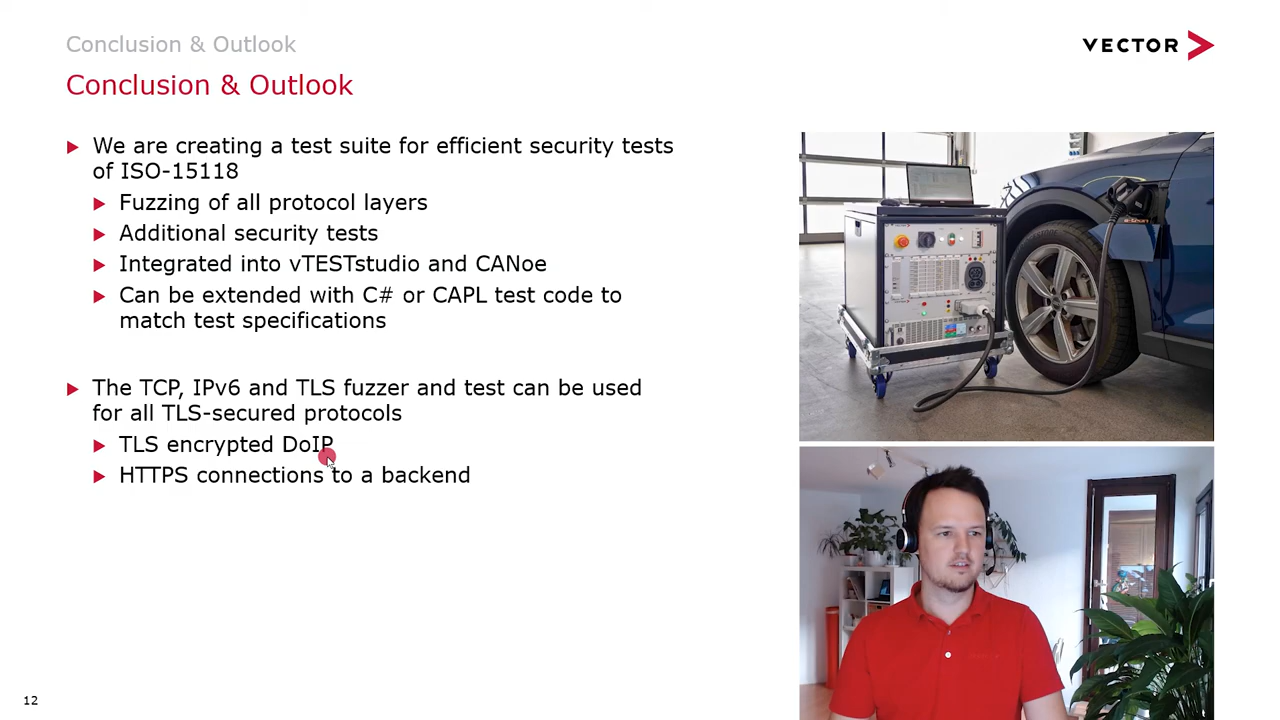 Conclusion & Outlook
VECTOR
Conclusion & Outlook
We are creating a test suite for efficient security tests
of ISO-15118
Fuzzing of all protocol layers
Additional security tests
Integrated into vTESTstudio and CANoe
Can be extended with C# or CAPL test code to
match test specifications
The TCP, IPv6 and TLS fuzzer and test can be used
for all TLS-secured protocols
TLS encrypted DoIP
HTTPS connections to a backend
12